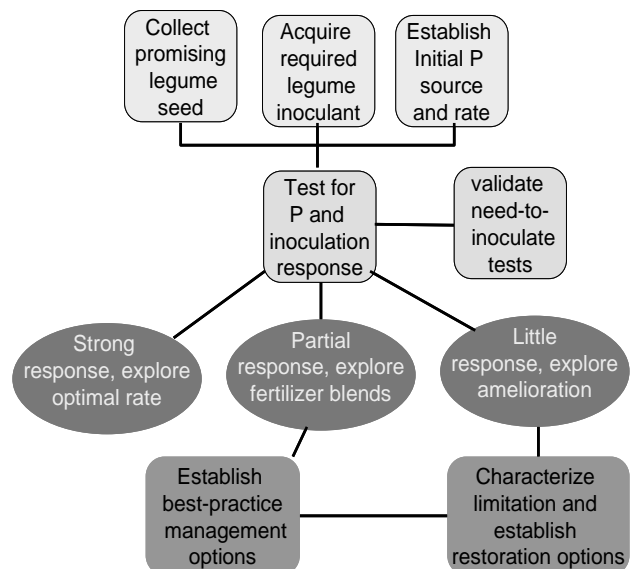 Collect
promising
legume
seed
Acquire
required
legume
inoculant
Establish
Initial P
source
and rate
Test for
P and
inoculation
response
validate
need-to-
inoculate
tests
Strong
response, explore
optimal rate
Partial
response, explore
fertilizer blends
Little
response, explore
amelioration
Establish
best-practice
management
options
Characterize
limitation and
establish
restoration options